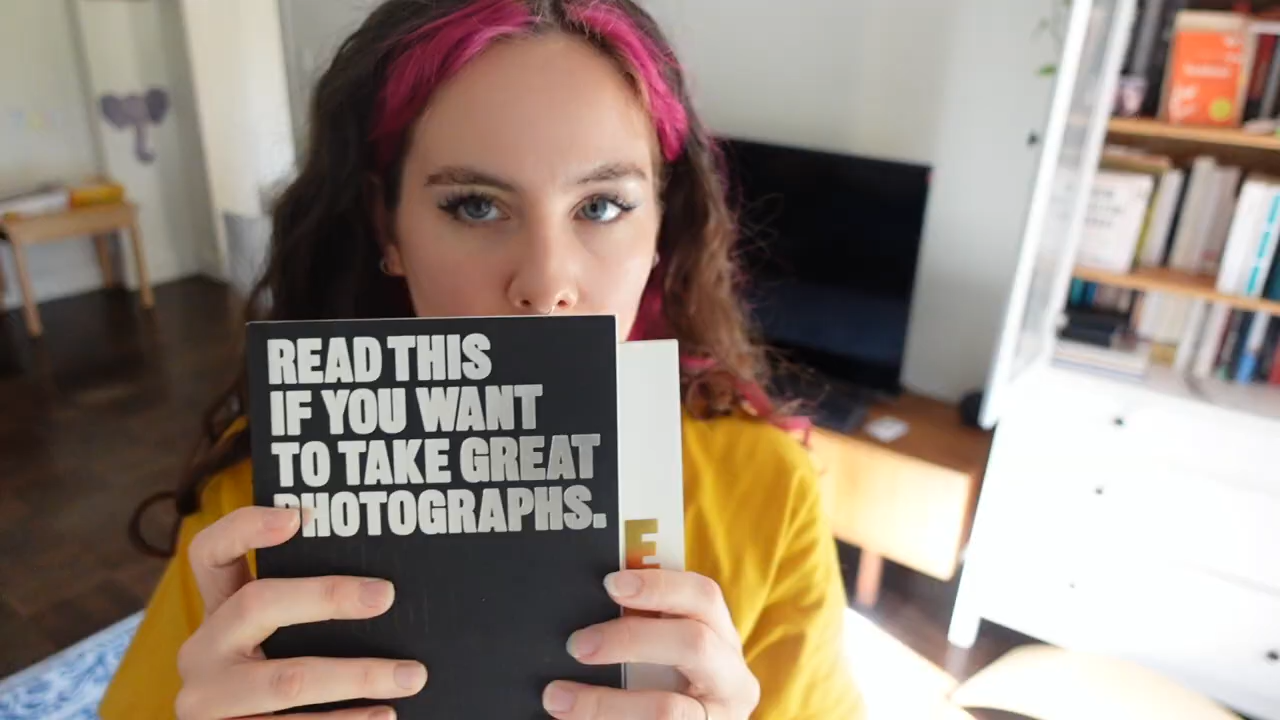 READ THIS
IF YOU WANT
TO TAKE GREAT
PHOTOGRAPHS.
E